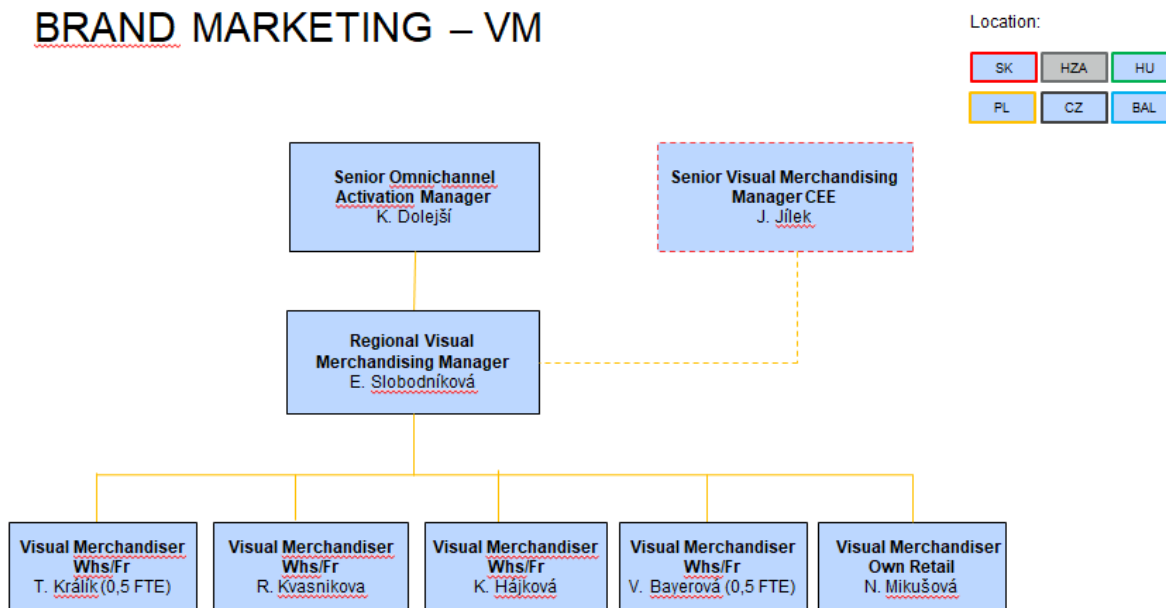 BRAND MARKETING – VM
Location:
SK HZA HU
PL CZ BAL
Senior Omnichannel
Activation Manager
K. Dolejší
Senior Visual Merchandising
Manager CEE
J. Jílek
Regional Visual
Merchandising Manager
E. Slobodníková
Visual Merchandiser
Whs/Fr
T. Králík (0,5 FTE)
Visual Merchandiser
Whs/Fr
R. Kvasnikova
Visual Merchandiser
Whs/Fr
K. Hájková
Visual Merchandiser
Whs/Fr
V. Bayerová (0,5 FTE)
Visual Merchandiser
Own Retail
N. Mikušová